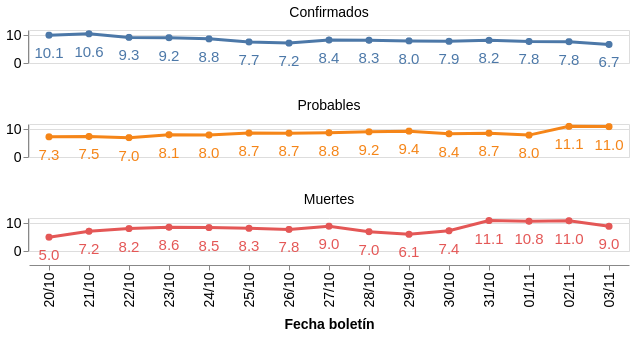 Confirmados
10
0
10.1 10.6 9.3 9.2 8.8 7.7 7.2 8.4 8.3 8.0 7.9 8.2 7.8 7.8 6.7
Probables
10
0
7.3 7.5 7.0 8.1 8.0 8.7 8.7 8.8 9.2 9.4 8.4 8.7 8.0 11.1 11.0
Muertes
10
0
5.0 7.2 8.2 8.6 8.5 8.3 7.8 9.0 7.0 6.1 7.4 11.1 10.8 11.0 9.0
20/10 21/10 22/10 23/10 24/10 25/10 26/10 27/10 28/10 29/10 30/10 31/10 01/11 02/11 03/11
Fecha boletín